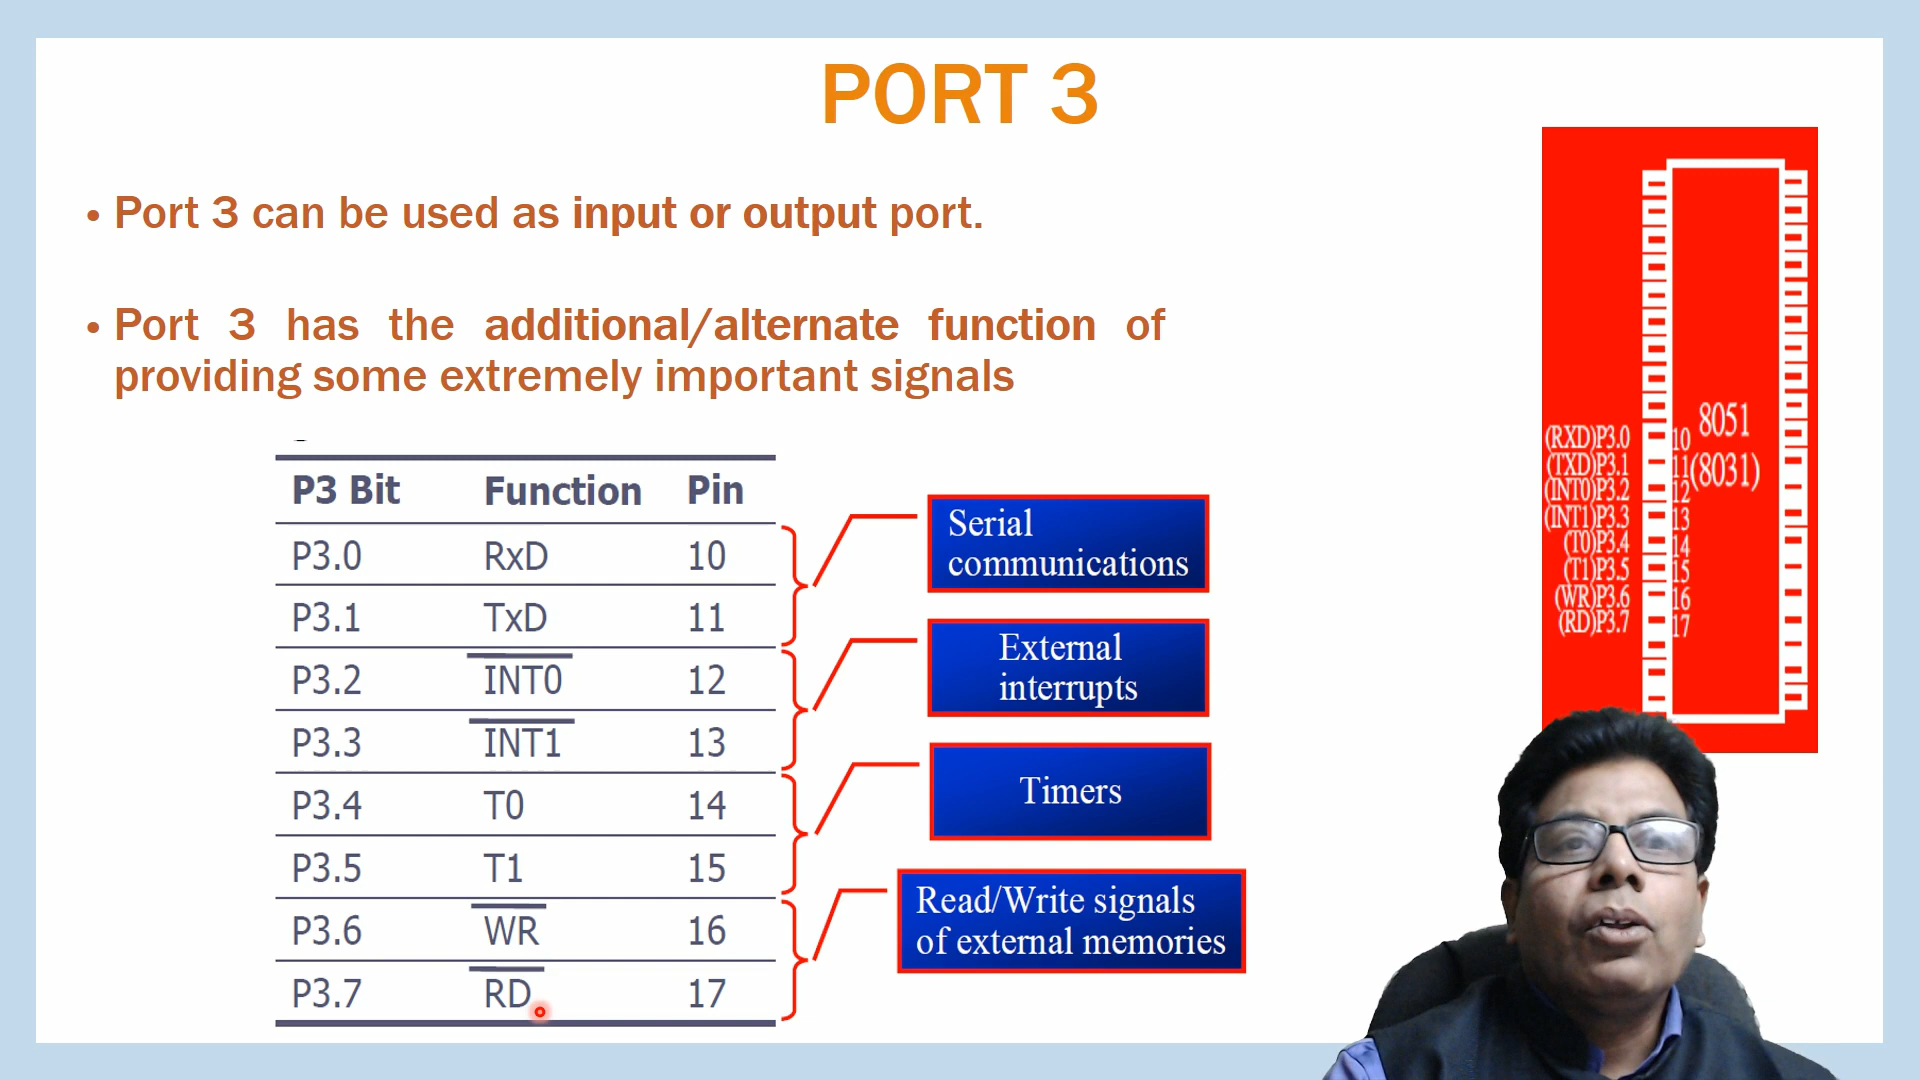 PORT 3
• Port 3 can be used as input or output port.
• Port 3 has the additional/alternate function of
providing some extremely important signals
P3 Bit Function Pin
P3.0 RxD 10
P3.1 TxD 11
P3.2 INT0 12
P3.3 INT1 13
P3.4 T0 14
P3.5 T1 15
P3.6 WR 16
P3.7 RD 17
Serial
communications
External
interrupts
Timers
Read/Write signals
of external memories
8051
(8031)
(RXD)P3.0 10
(TXD)P3.1 11
(INT0)P3.2 12
(INT1)P3.3 13
(T0)P3.4 14
(T1)P3.5 15
(WR)P3.6 16
(RD)P3.7 17